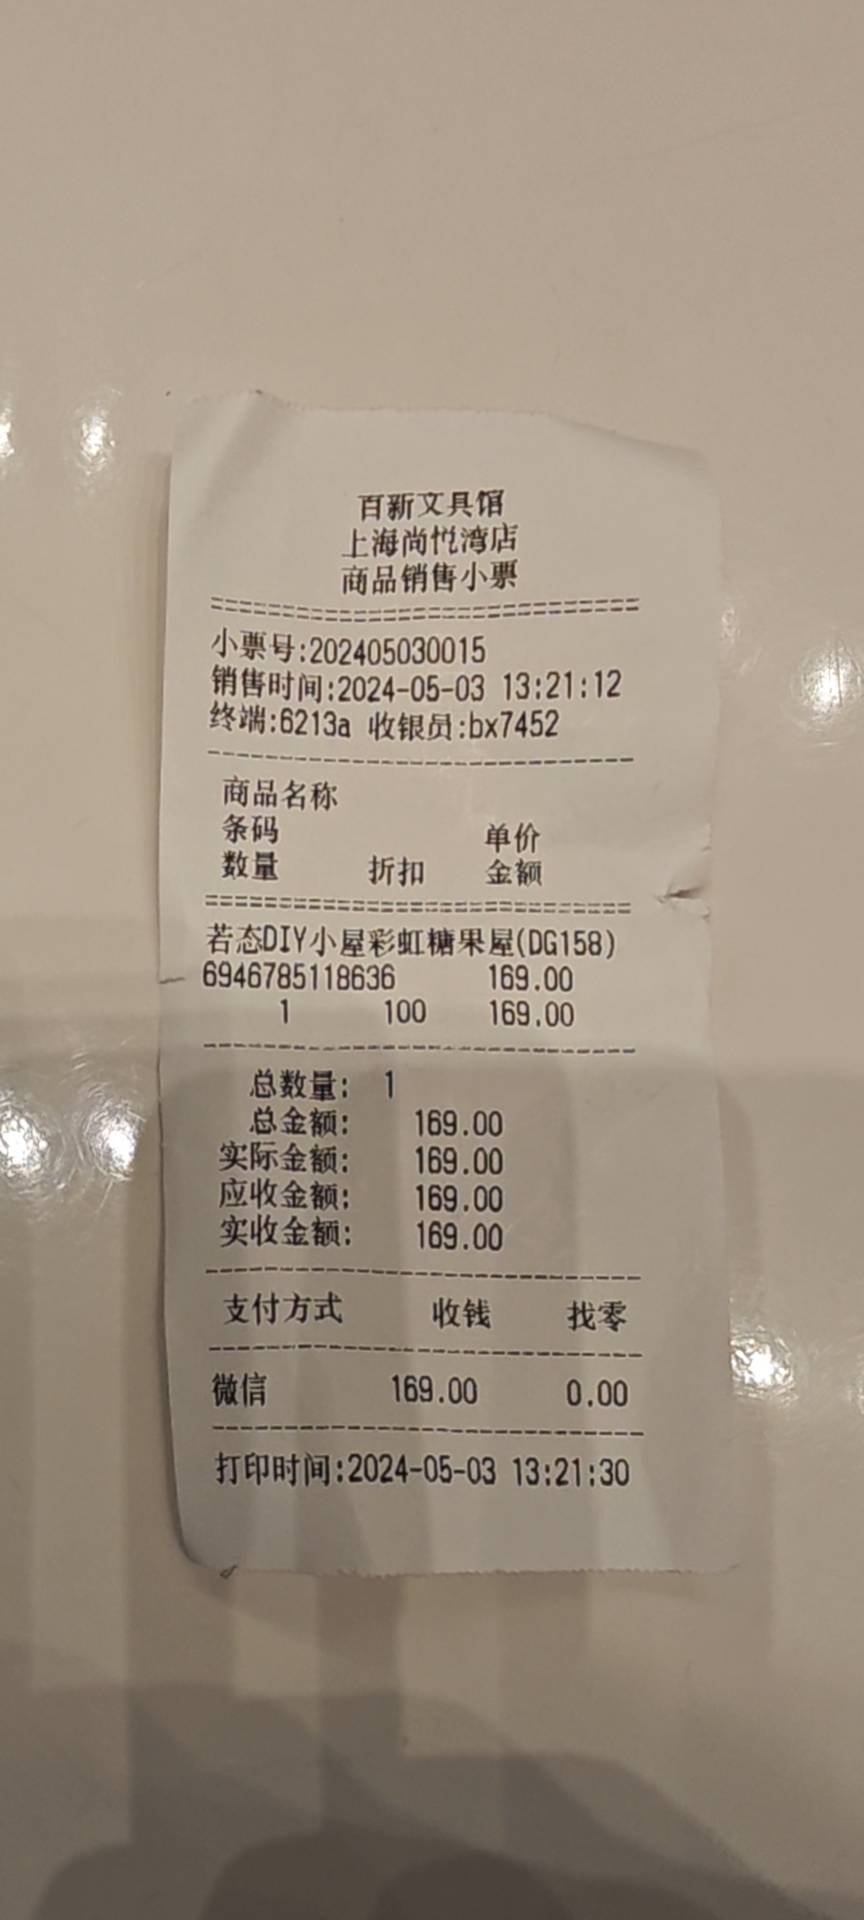 百新文具馆
上海尚悦湾店
商品销售小票
================================
小票号:202405030015
销售时间:2024-05-03 13:21:12
终端:6213a 收银员:bx7452
--------------------------------
商品名称
条码 单价
数量 折扣 金额
================================
若态DIY小屋彩虹糖果屋(DG158)
6946785118636 169.00
1 100 169.00
--------------------------------
总数量: 1
总金额: 169.00
实际金额: 169.00
应收金额: 169.00
实收金额: 169.00
--------------------------------
支付方式 收钱 找零
--------------------------------
微信 169.00 0.00
--------------------------------
打印时间:2024-05-03 13:21:30